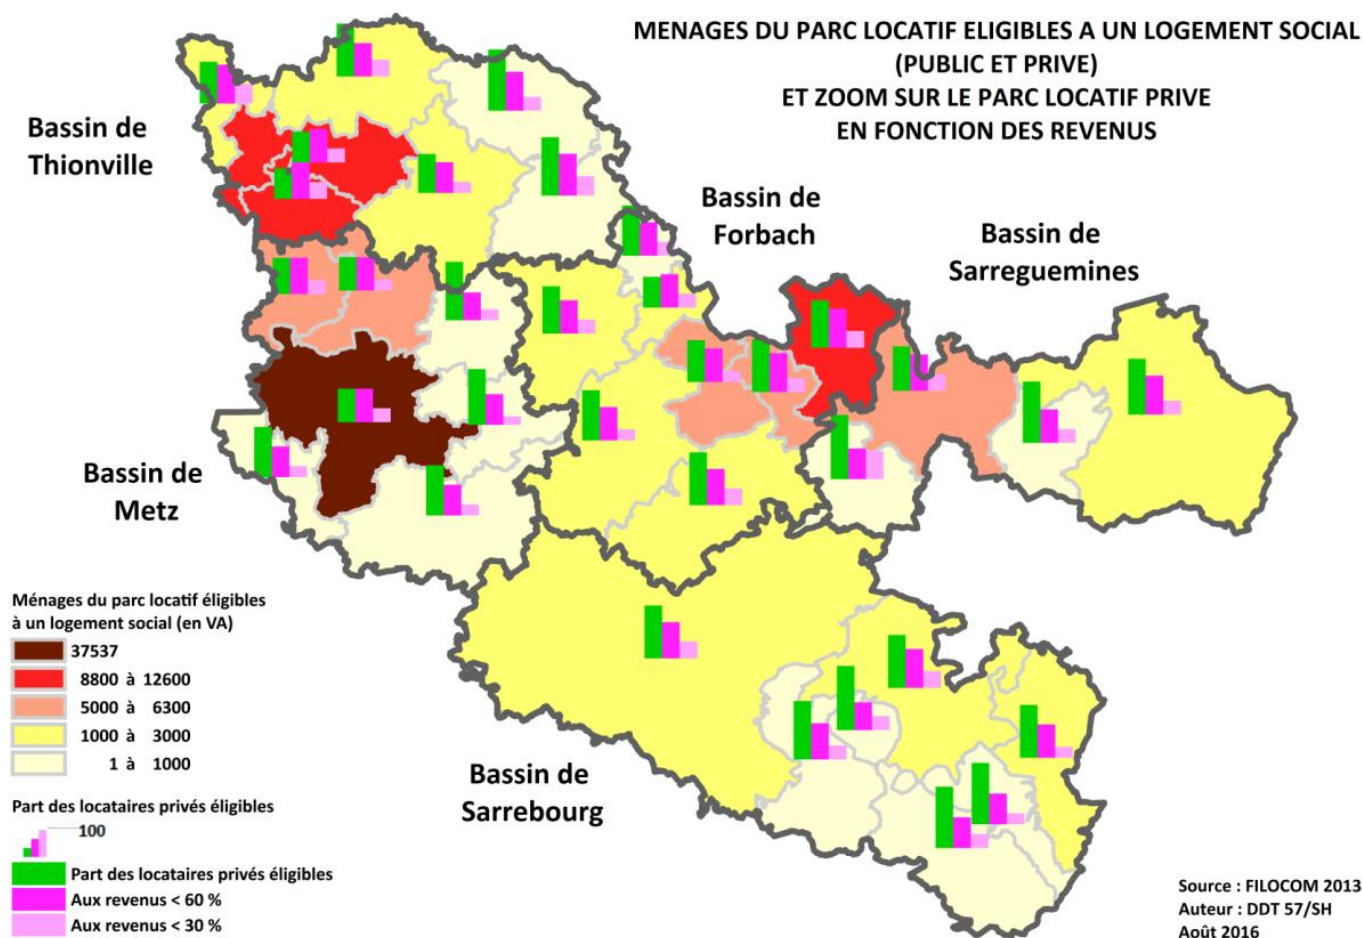 MENAGES DU PARC LOCATIF ELIGIBLES A UN LOGEMENT SOCIAL
(PUBLIC ET PRIVE)
ET ZOOM SUR LE PARC LOCATIF PRIVE
EN FONCTION DES REVENUS
Bassin de
Thionville
Bassin de
Forbach
Bassin de
Sarreguemines
Bassin de
Metz
Bassin de
Sarrebourg
Ménages du parc locatif éligibles
à un logement social (en VA)
37537
8800 à 12600
5000 à 6300
1000 à 3000
1 à 1000
Part des locataires privés éligibles
100
Part des locataires privés éligibles
Aux revenus < 60 %
Aux revenus < 30 %
Source : FILOCOM 2013
Auteur : DDT 57/SH
Août 2016